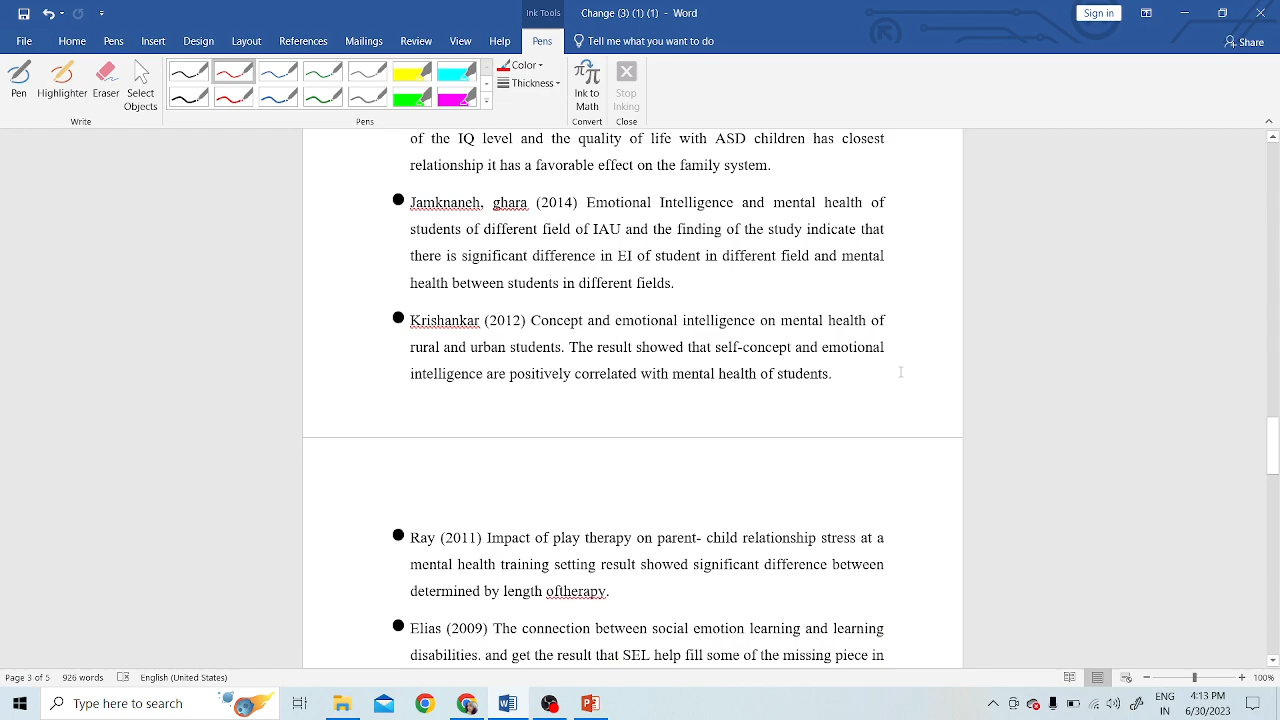 Ink Tools
Change (3) (1) (1) - Word
Sign in
File Home Pens Insert Design Layout References Mailings Review View Help Pens Tell me what you want to do Share
Pen Highlighter Eraser Select Objects
Color
Thickness
Ink to Math
Stop Inking
Write Pens Convert Close
of the IQ level and the quality of life with ASD children has closest
relationship it has a favorable effect on the family system.
Jamknaneh, ghara (2014) Emotional Intelligence and mental health of
students of different field of IAU and the finding of the study indicate that
there is significant difference in EI of student in different field and mental
health between students in different fields.
Krishankar (2012) Concept and emotional intelligence on mental health of
rural and urban students. The result showed that self-concept and emotional
intelligence are positively correlated with mental health of students.
Ray (2011) Impact of play therapy on parent- child relationship stress at a
mental health training setting result showed significant difference between
determined by length oftherapy.
Elias (2009) The connection between social emotion learning and learning
disabilities. and get the result that SEL help fill some of the missing piece in
Page 3 of 5 926 words English (United States) 100%
Type here to search
ENG
IN
4:13 PM
6/30/2023